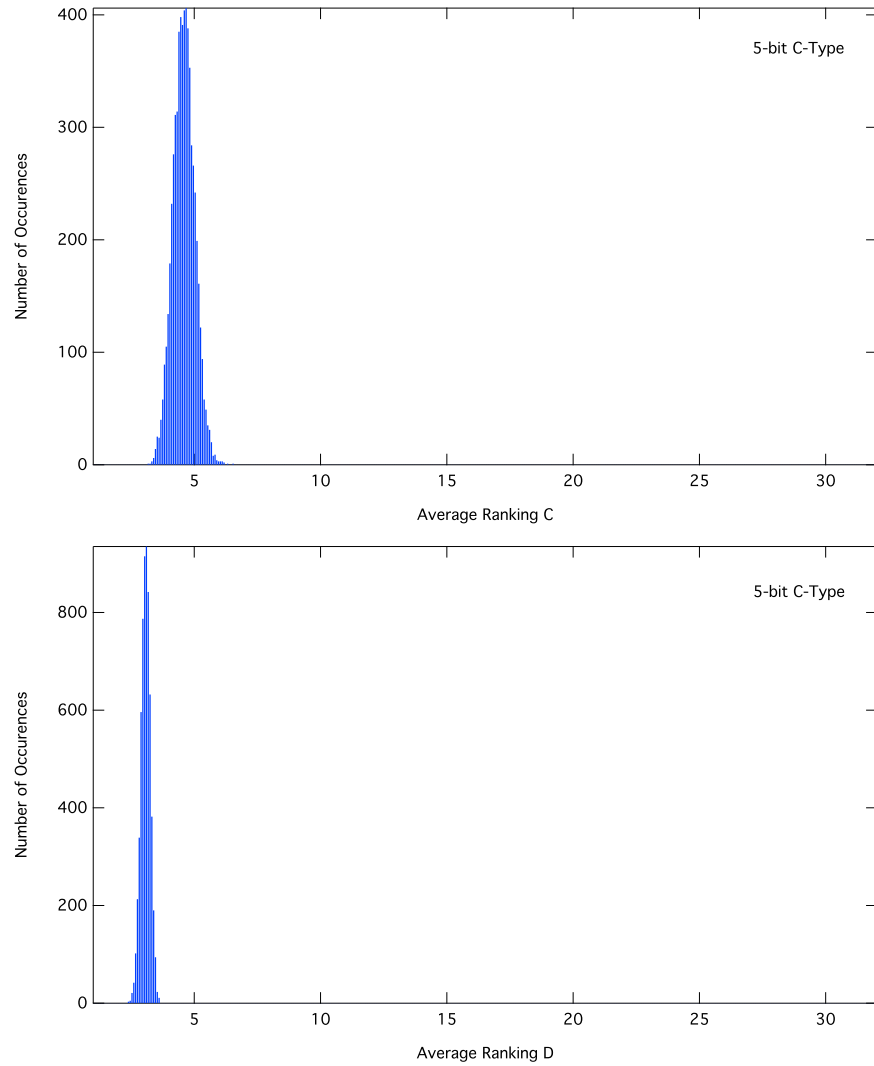 400
5-bit C-Type
300
Number of Occurences
200
100
0
5 10 15 20 25 30
Average Ranking C
5-bit C-Type
800
600
Number of Occurences
400
200
0
5 10 15 20 25 30
Average Ranking D